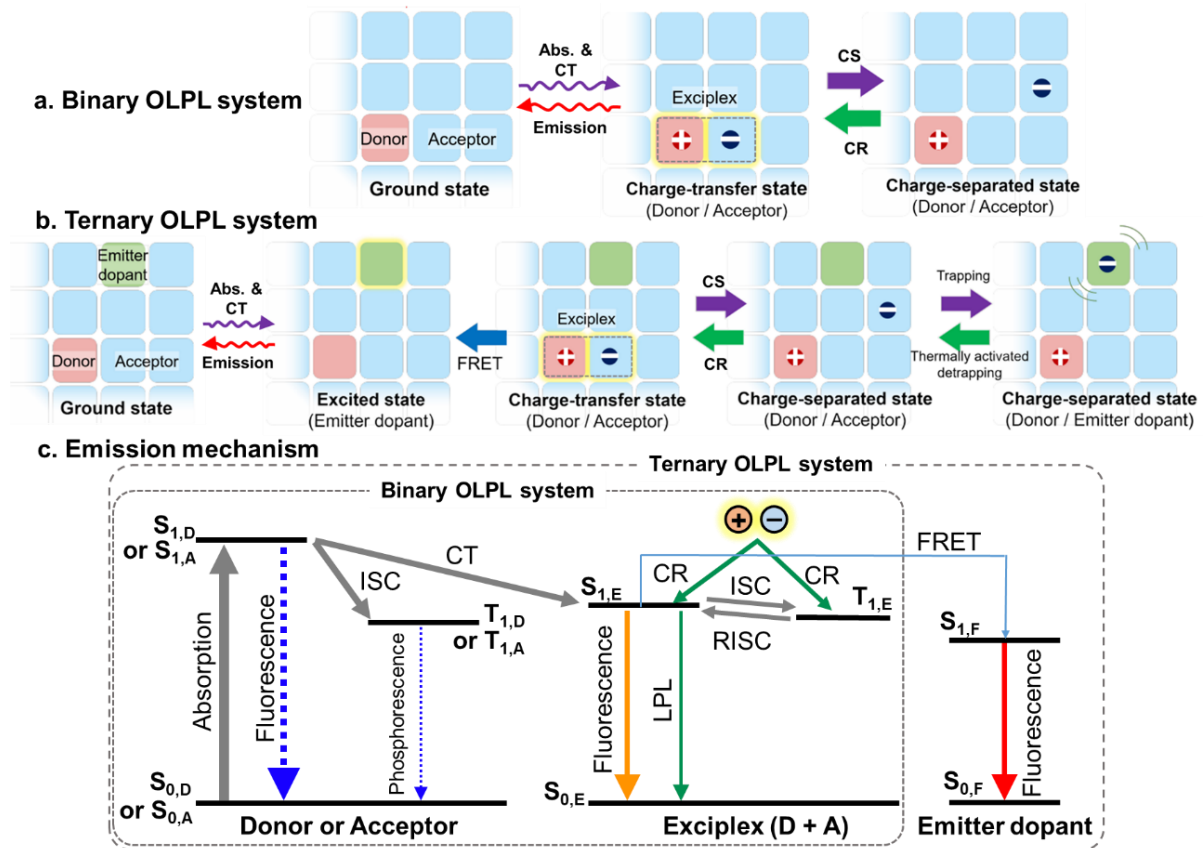 a. Binary OLPL system
Donor
Acceptor
Ground state
Abs. &
CT
Emission
Exciplex
Charge-transfer state
(Donor / Acceptor)
CS
CR
Charge-separated state
(Donor / Acceptor)
b. Ternary OLPL system
Emitter
dopant
Donor
Acceptor
Ground state
Abs. &
CT
Emission
Excited state
(Emitter dopant)
FRET
Exciplex
Charge-transfer state
(Donor / Acceptor)
CS
CR
Charge-separated state
(Donor / Acceptor)
Trapping
Thermally activated
detrapping
Charge-separated state
(Donor / Emitter dopant)
c. Emission mechanism
Ternary OLPL system
Binary OLPL system
S1,D
or S1,A
Absorption
Fluorescence
ISC
CT
T1,D
or T1,A
Phosphorescence
S0,D
or S0,A
Donor or Acceptor
S1,E
CR
ISC
CR
T1,E
RISC
Fluorescence
LPL
S0,E
Exciplex (D + A)
FRET
S1,F
Fluorescence
S0,F
Emitter dopant